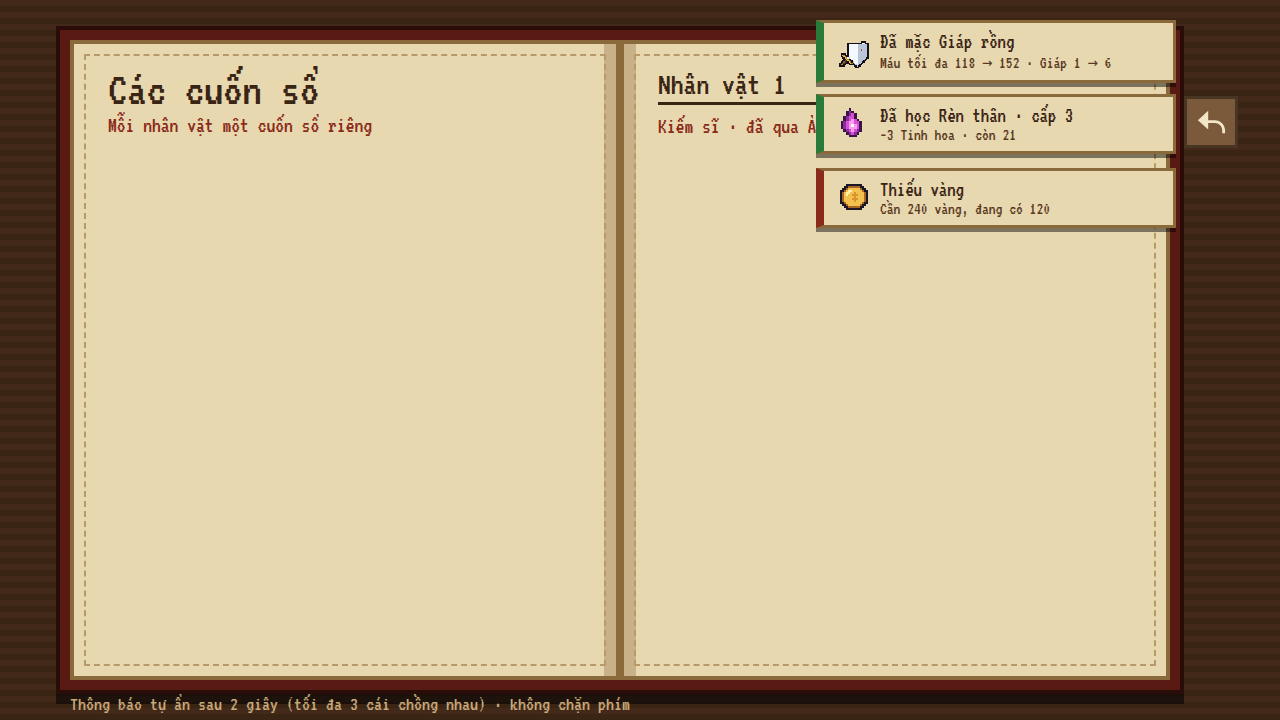 Các cuốn sổ
Mỗi nhân vật một cuốn sổ riêng
Nhân vật 1
Kiếm sĩ · đã qua Ả
Đã mặc Giáp rồng
Máu tối đa 118 → 152 · Giáp 1 → 6
Đã học Rèn thân · cấp 3
-3 Tinh hoa · còn 21
Thiếu vàng
Cần 240 vàng, đang có 120
Thông báo tự ẩn sau 2 giây (tối đa 3 cái chồng nhau) · không chặn phím